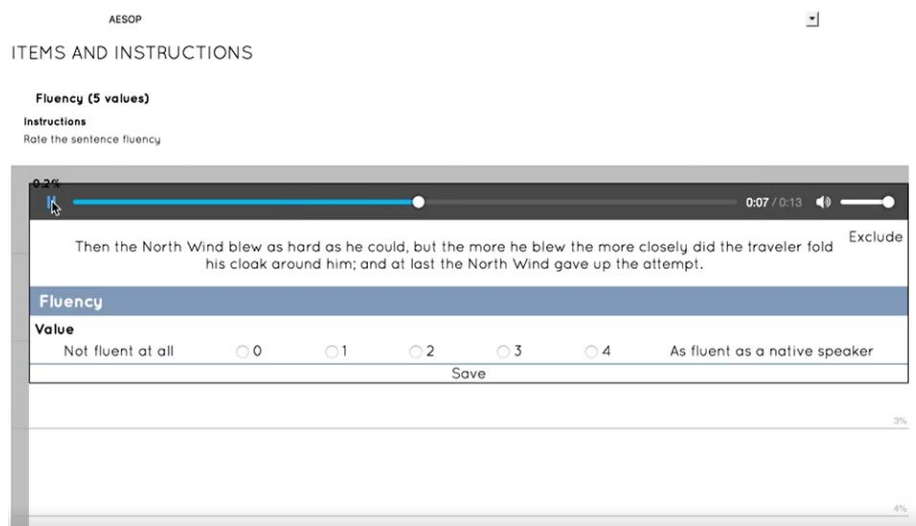 AESOP
ITEMS AND INSTRUCTIONS
Fluency (5 values)
Instructions
Rate the sentence fluency
0.2%
0:07 / 0:13
Exclude
Then the North Wind blew as hard as he could, but the more he blew the more closely did the traveler fold
his cloak around him; and at last the North Wind gave up the attempt.
Fluency
Value
Not fluent at all 0 1 2 3 4 As fluent as a native speaker
Save
3%
4%